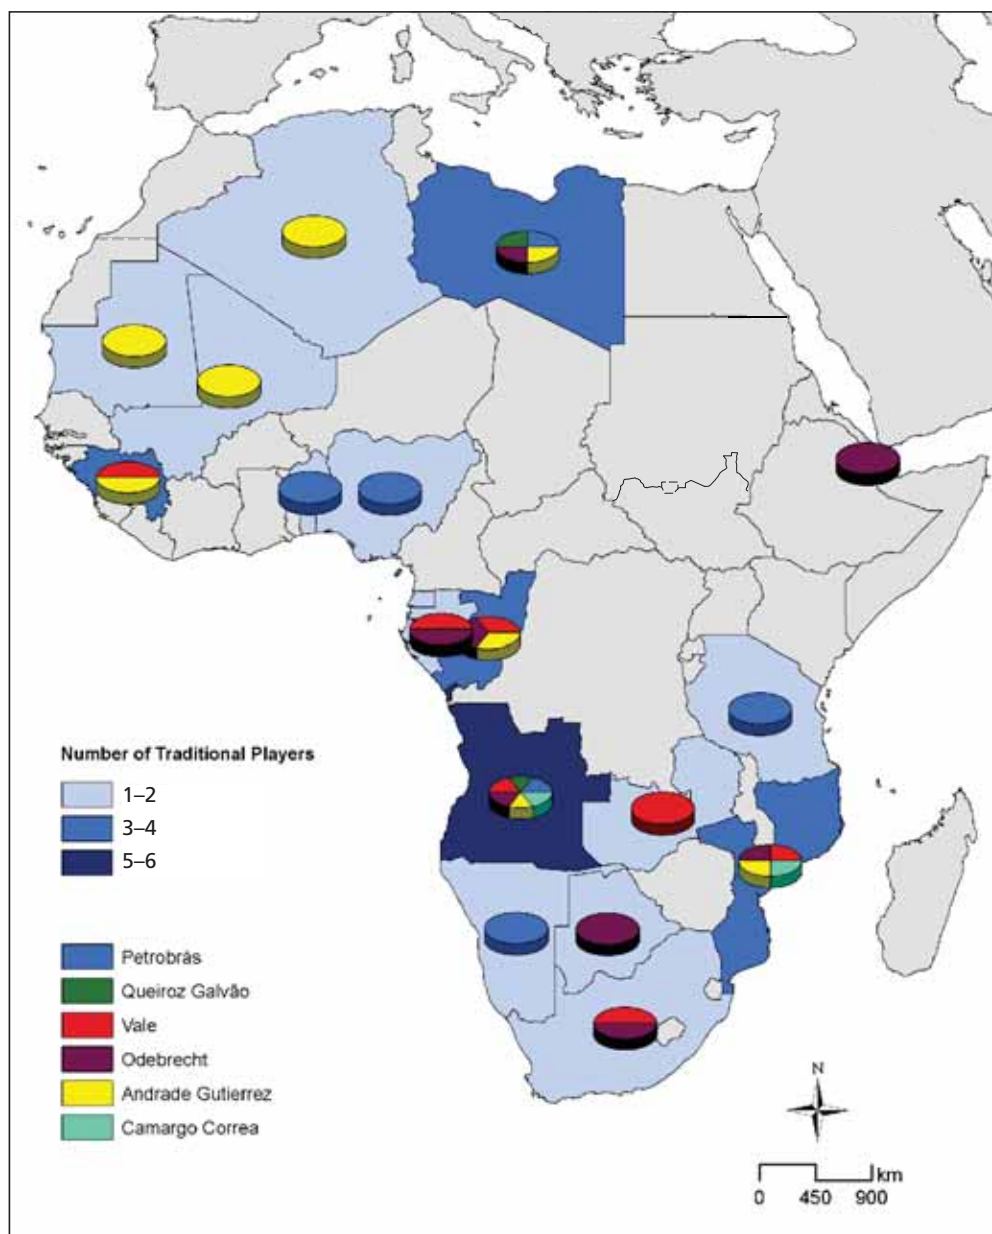 Number of Traditional Players
1–2
3–4
5–6
Petrobrás
Queiroz Galvão
Vale
Odebrecht
Andrade Gutierrez
Camargo Correa
N
km
0 450 900